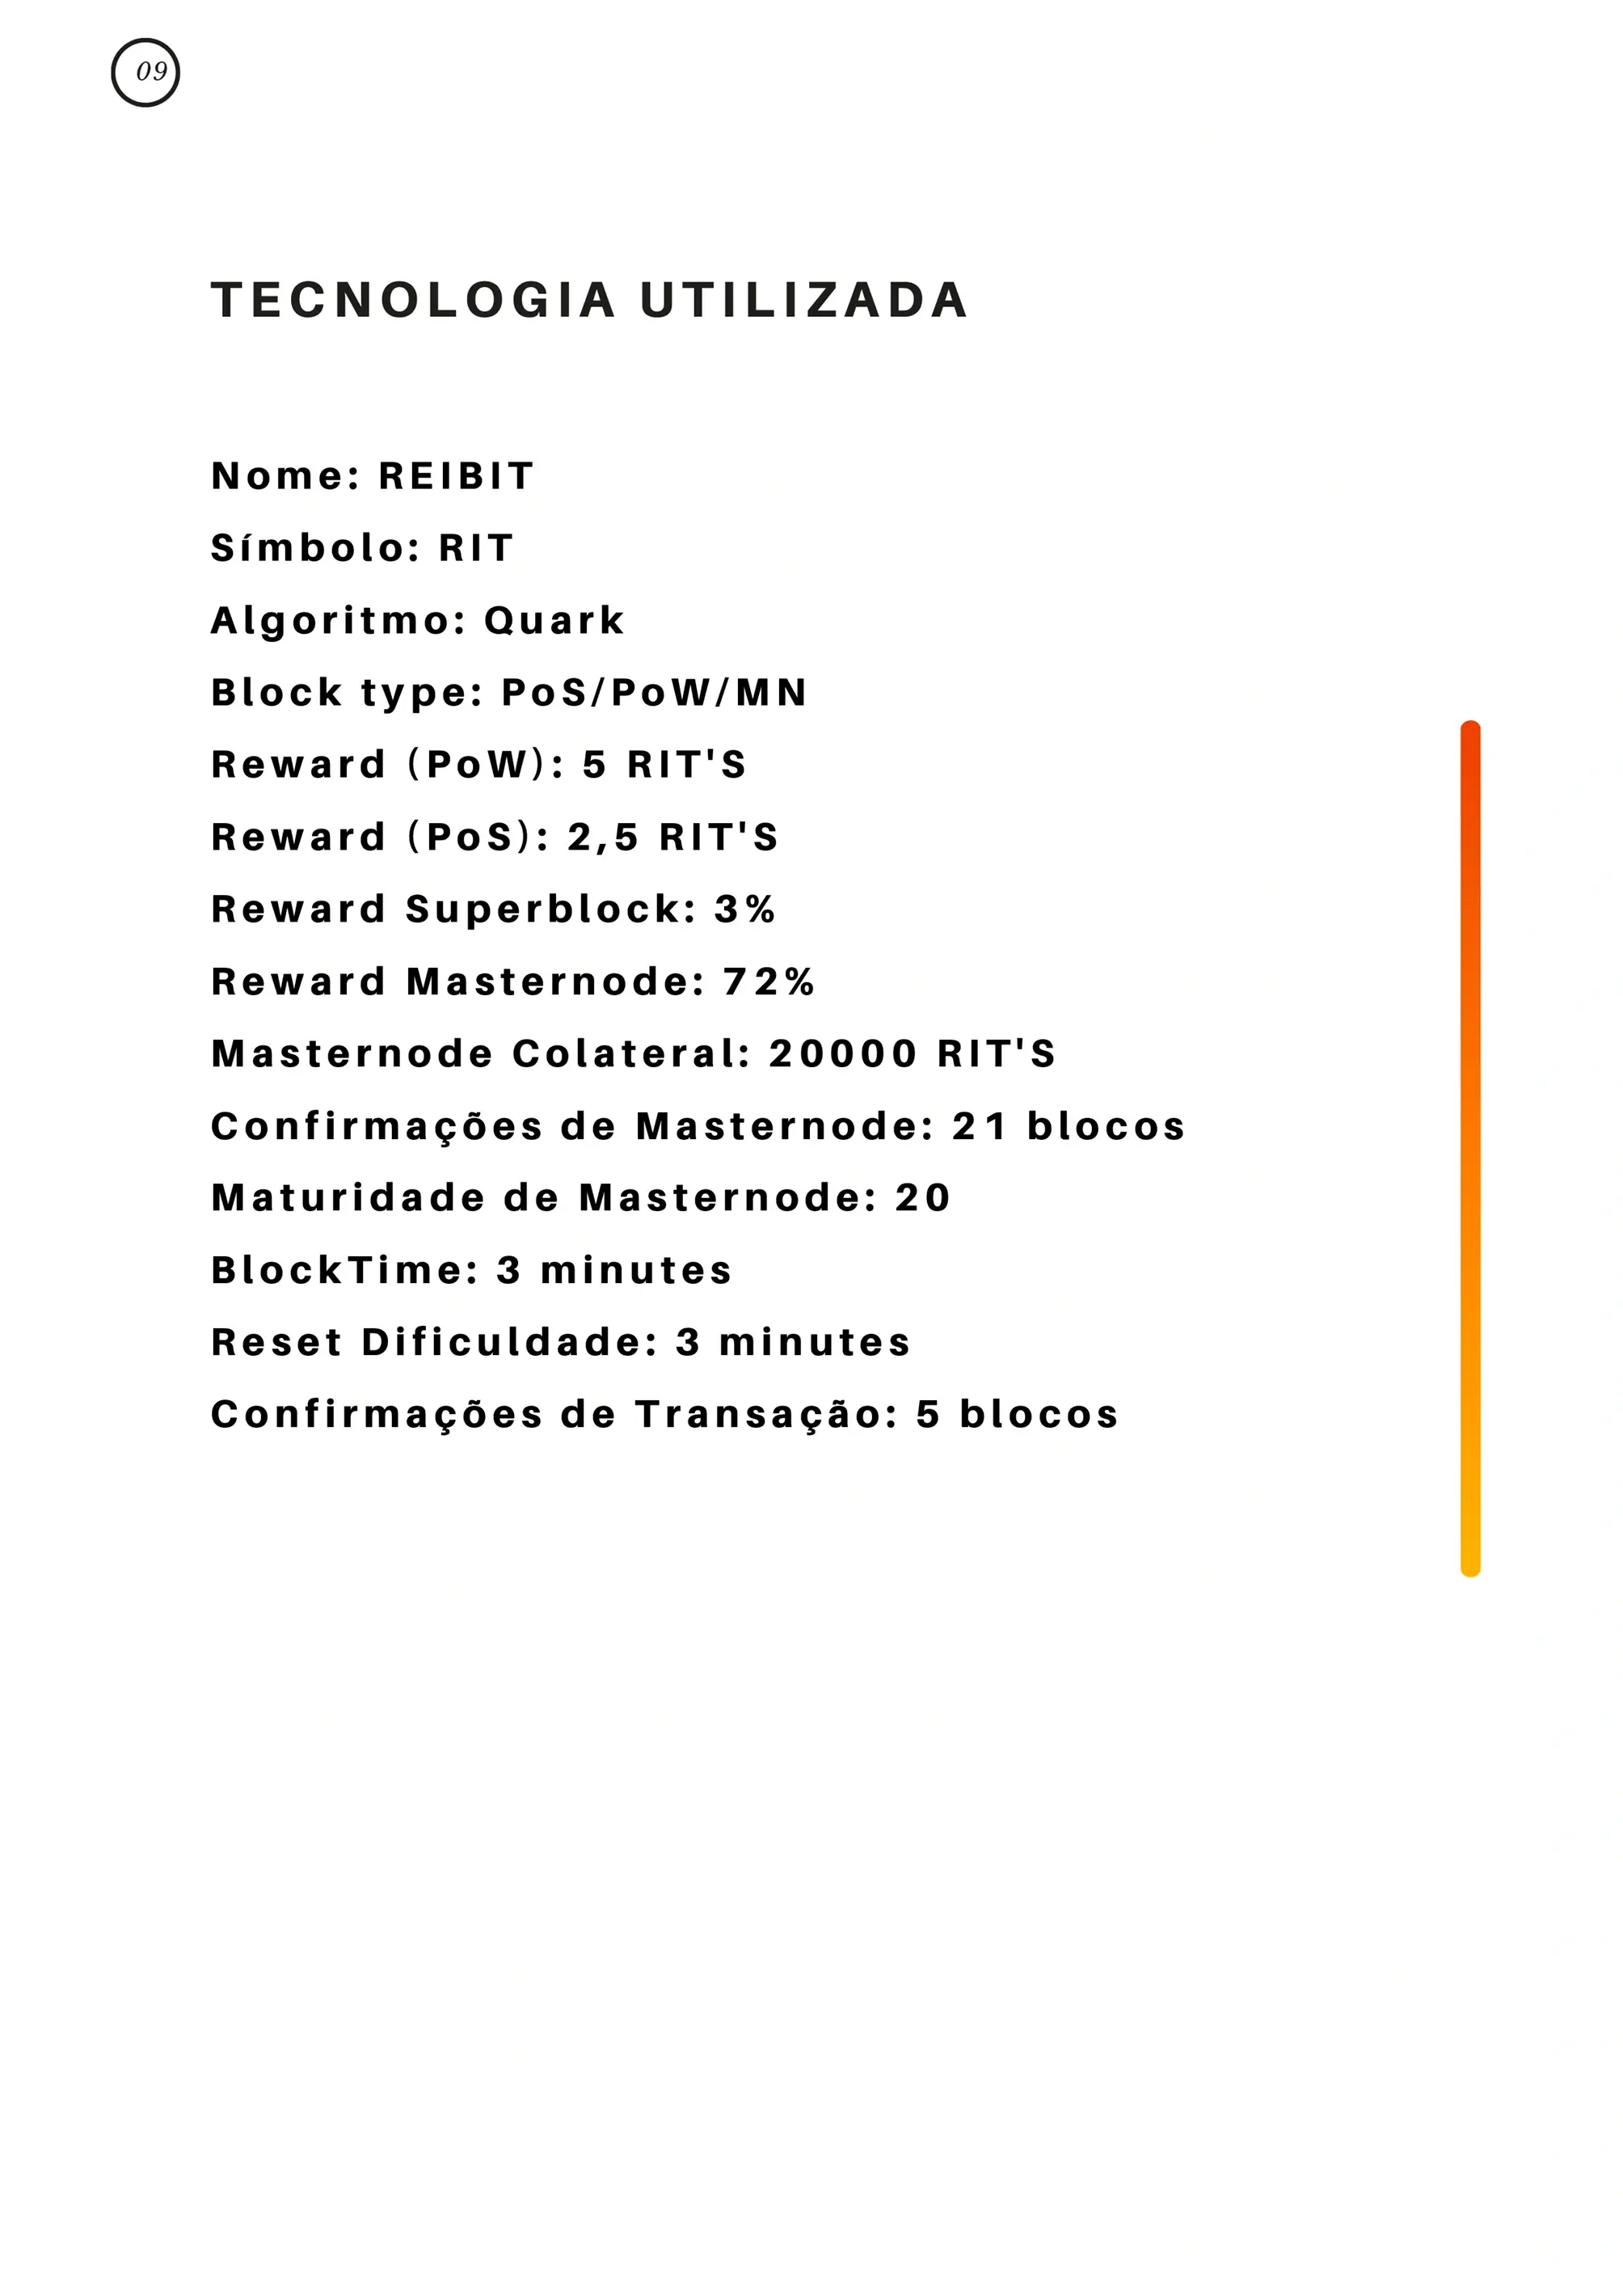 09
TECNOLOGIA UTILIZADA
Nome: REIBIT
Símbolo: RIT
Algoritmo: Quark
Block type: PoS/PoW/MN
Reward (PoW): 5 RIT'S
Reward (PoS): 2,5 RIT'S
Reward Superblock: 3%
Reward Masternode: 72%
Masternode Colateral: 20000 RIT'S
Confirmações de Masternode: 21 blocos
Maturidade de Masternode: 20
BlockTime: 3 minutes
Reset Dificuldade: 3 minutes
Confirmações de Transação: 5 blocos